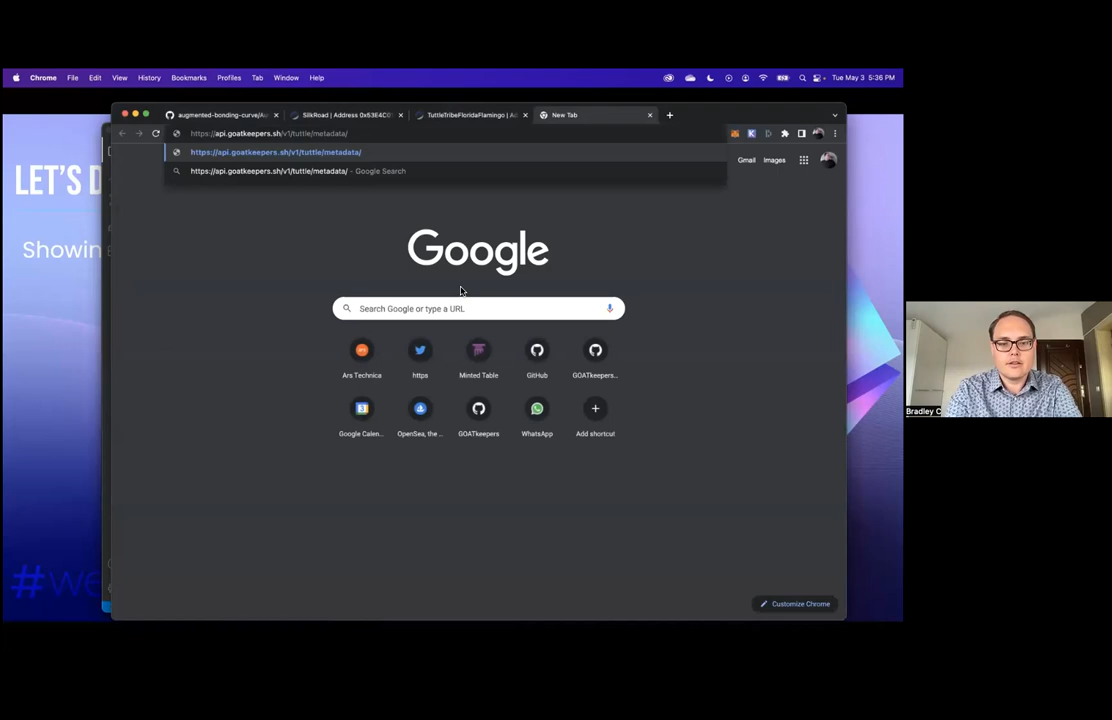 Chrome File Edit View History Bookmarks Profiles Tab Window Help Tue May 3 5:36 PM
augmented-bonding-curve/Au SilkRoad | Address 0x53E4C0 TuttleTribeFloridaFlamingo | A New Tab
https://api.goatkeepers.sh/v1/tuttle/metadata/
https://api.goatkeepers.sh/v1/tuttle/metadata/
https://api.goatkeepers.sh/v1/tuttle/metadata/ - Google Search
Gmail Images
LET'S D
Showin
Google
Search Google or type a URL
Ars Technica https Minted Table GitHub GOATkeepers...
31
Google Calen... OpenSea, the ... GOATkeepers WhatsApp Add shortcut
Bradley C
#we
Customize Chrome